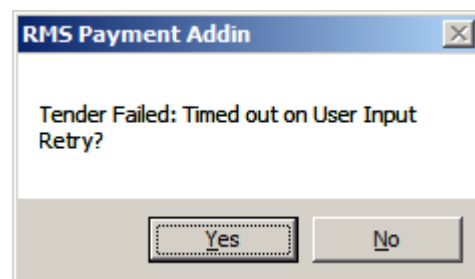 RMS Payment Addin
Tender Failed: Timed out on User Input
Retry?
Yes
No